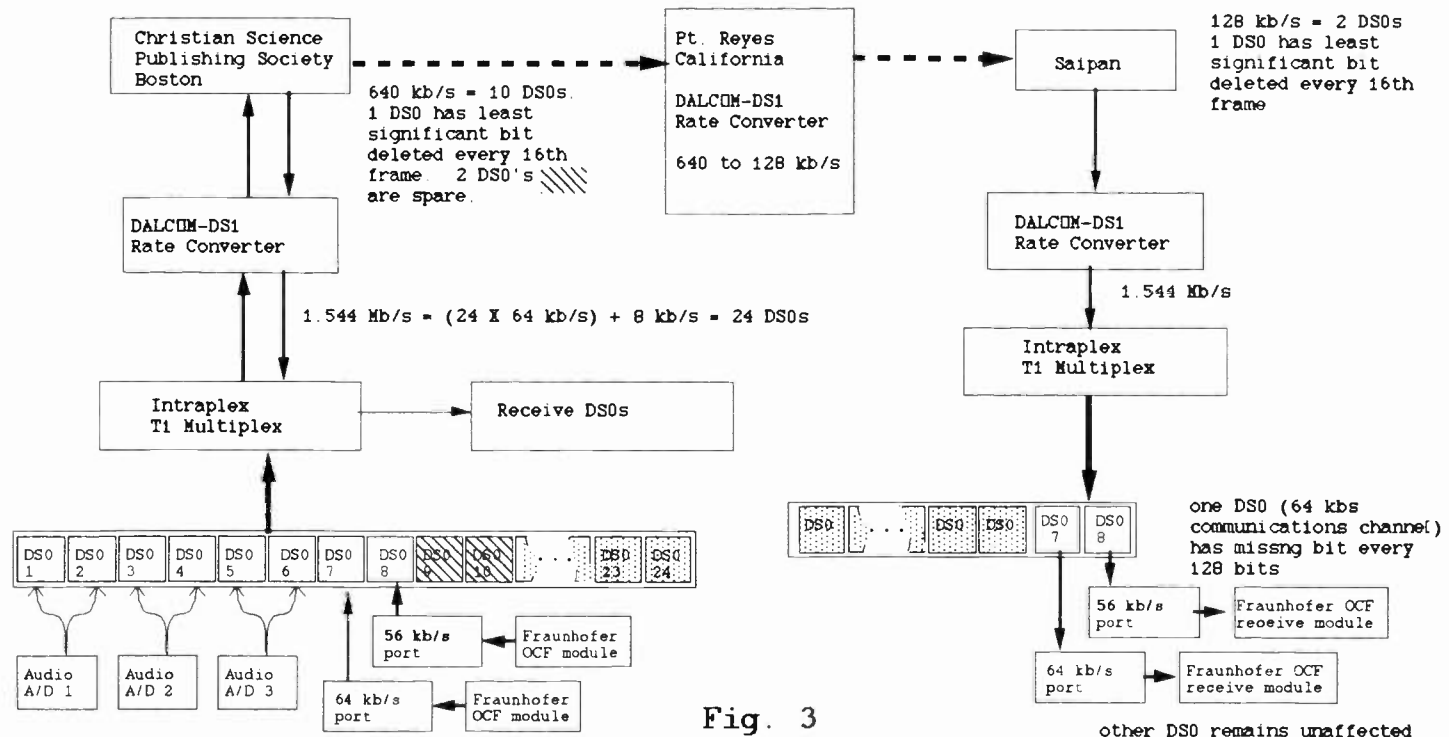 Christian Science
Publishing Society
Boston
640 kb/s = 10 DS0s.
1 DS0 has least
significant bit
deleted every 16th
frame. 2 DS0's
are spare.
Pt. Reyes
California
DALCOM-DS1
Rate Converter
640 to 128 kb/s
Saipan
128 kb/s = 2 DS0s
1 DS0 has least
significant bit
deleted every 16th
frame
DALCOM-DS1
Rate Converter
1.544 Mb/s = (24 X 64 kb/s) + 8 kb/s = 24 DS0s
Intraplex
T1 Multiplex
Receive DS0s
DALCOM-DS1
Rate Converter
1.544 Mb/s
Intraplex
T1 Multiplex
DS0 1
DS0 2
DS0 3
DS0 4
DS0 5
DS0 6
DS0 7
DS0 8
DS0 9
DS0 10
...
DS0 23
DS0 24
Audio
A/D 1
Audio
A/D 2
Audio
A/D 3
56 kb/s
port
Fraunhofer
OCF module
64 kb/s
port
Fraunhofer
OCF module
DS0
...
DS0
DS0
DS0 7
DS0 8
one DS0 (64 kbs
communications channel)
has missng bit every
128 bits
56 kb/s
port
Fraunhofer OCF
receive module
64 kb/s
port
Fraunhofer OCF
receive module
other DS0 remains unaffected
Fig. 3